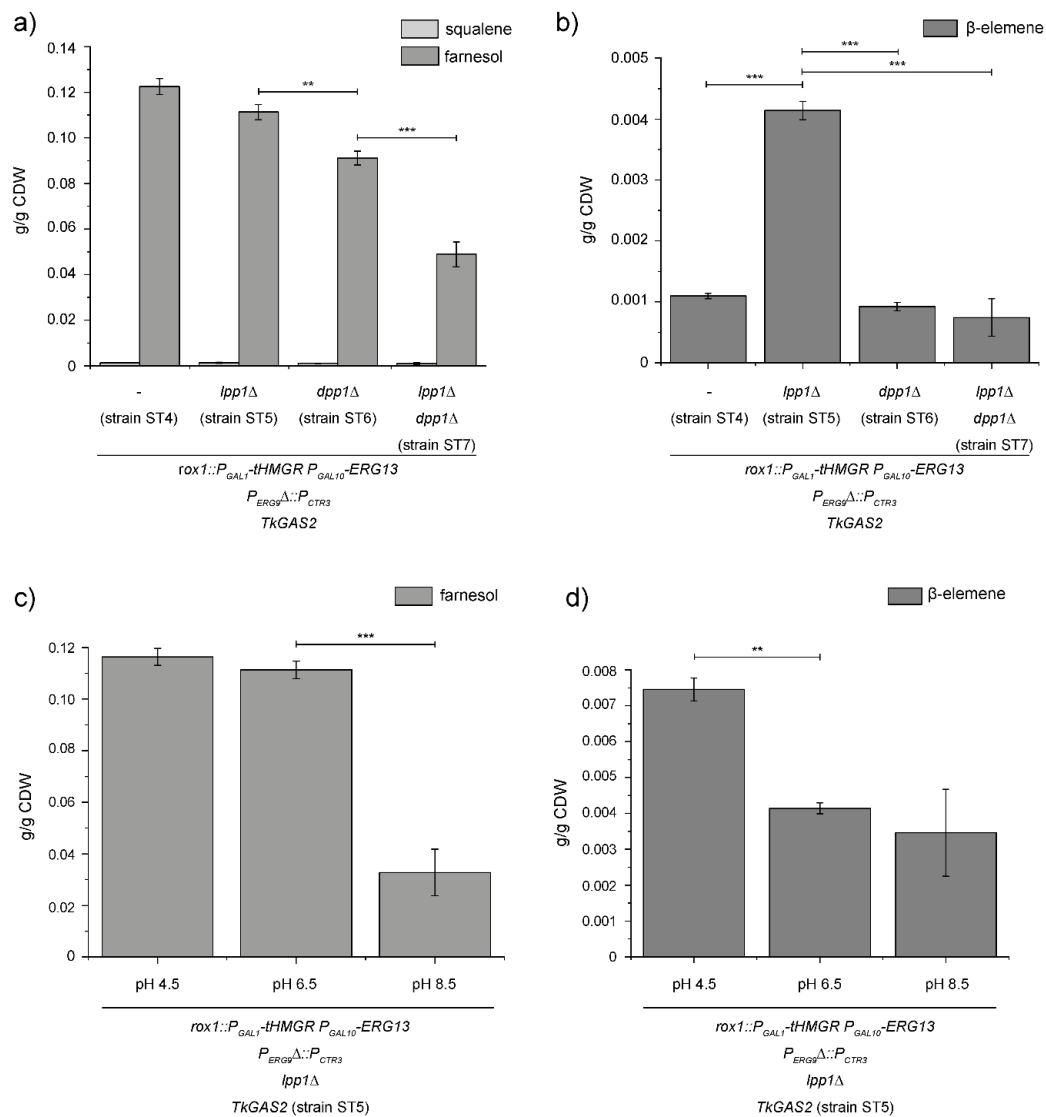 a)
squalene
farnesol
g/g CDW
0.14
0.12
0.10
0.08
0.06
0.04
0.02
0
**
***
- lpp1Δ dpp1Δ lpp1Δ
(strain ST4) (strain ST5) (strain ST6) dpp1Δ
(strain ST7)
rox1::PGAL1-tHMGR PGAL10-ERG13
PERG9Δ::PCTR3
TkGAS2
b)
β-elemene
g/g CDW
0.005
0.004
0.003
0.002
0.001
0
***
***
***
- lpp1Δ dpp1Δ lpp1Δ
(strain ST4) (strain ST5) (strain ST6) dpp1Δ
(strain ST7)
rox1::PGAL1-tHMGR PGAL10-ERG13
PERG9Δ::PCTR3
TkGAS2
c)
farnesol
g/g CDW
0.12
0.10
0.08
0.06
0.04
0.02
0
***
pH 4.5 pH 6.5 pH 8.5
rox1::PGAL1-tHMGR PGAL10-ERG13
PERG9Δ::PCTR3
lpp1Δ
TkGAS2 (strain ST5)
d)
β-elemene
g/g CDW
0.008
0.007
0.006
0.005
0.004
0.003
0.002
0.001
0
**
pH 4.5 pH 6.5 pH 8.5
rox1::PGAL1-tHMGR PGAL10-ERG13
PERG9Δ::PCTR3
lpp1Δ
TkGAS2 (strain ST5)